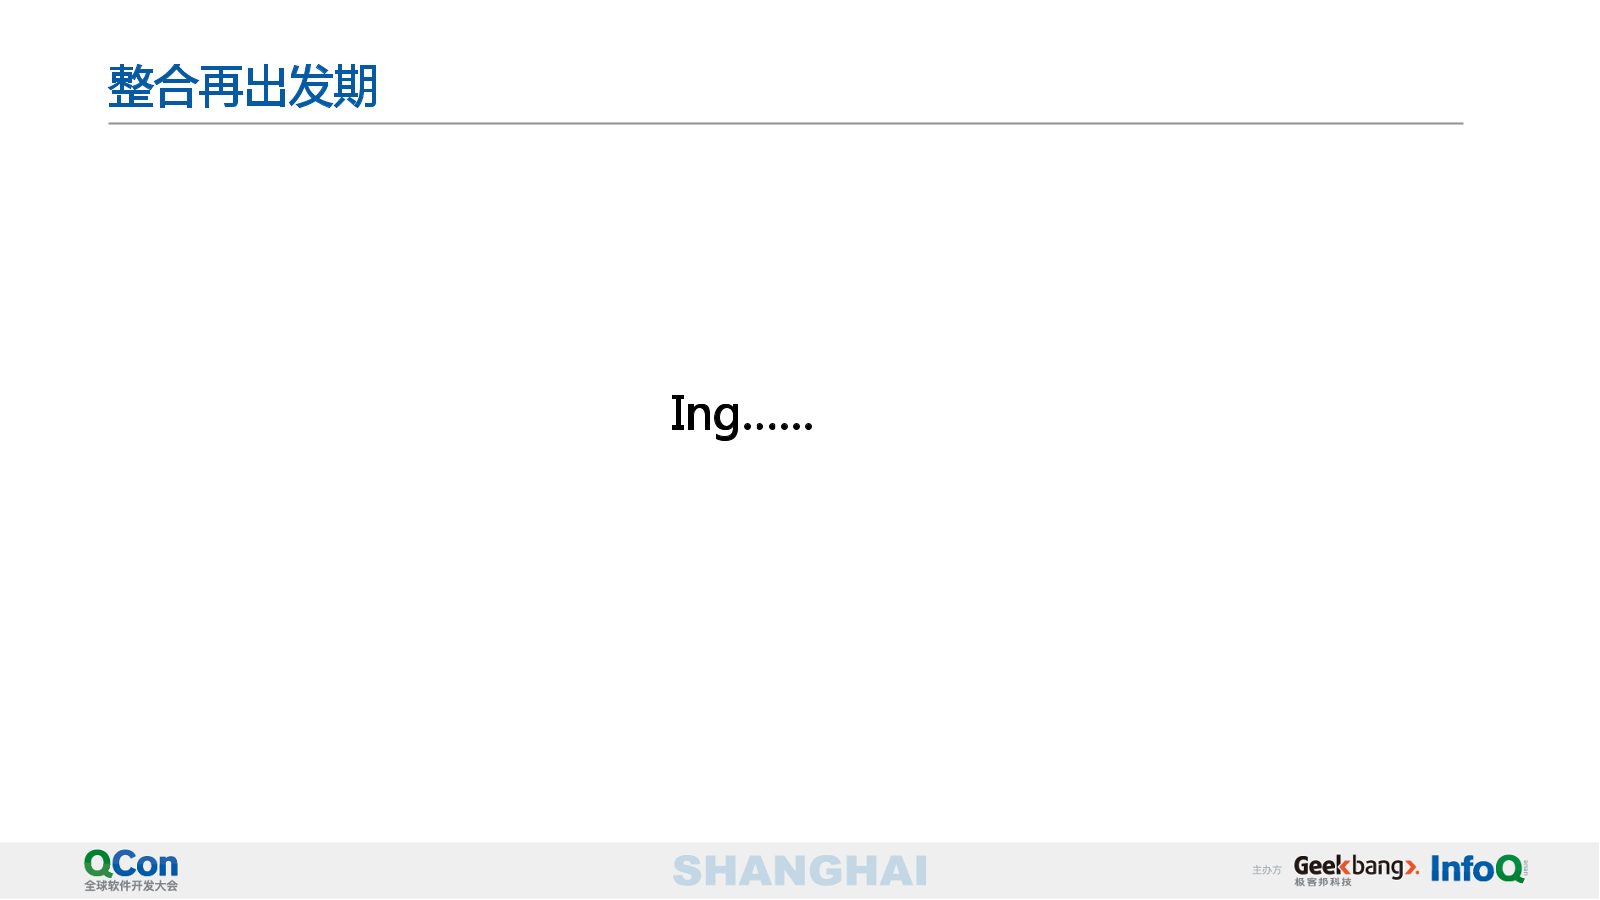 整合再出发期
Ing......
QCon
全球软件开发大会
SHANGHAI
主办方
Geekbang>.
极客邦科技
InfoQ